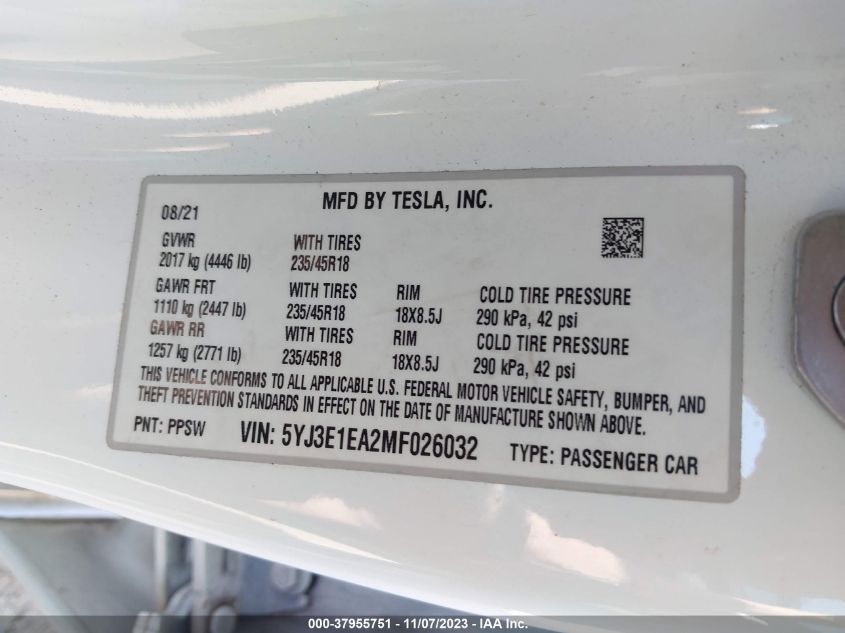 MFD BY TESLA, INC.
08/21
GVWR WITH TIRES
2017 kg (4446 lb) 235/45R18
GAWR FRT WITH TIRES RIM COLD TIRE PRESSURE
1110 kg (2447 lb) 235/45R18 18X8.5J 290 kPa, 42 psi
GAWR RR WITH TIRES RIM COLD TIRE PRESSURE
1257 kg (2771 lb) 235/45R18 18X8.5J 290 kPa, 42 psi
THIS VEHICLE CONFORMS TO ALL APPLICABLE U.S. FEDERAL MOTOR VEHICLE SAFETY, BUMPER, AND
THEFT PREVENTION STANDARDS IN EFFECT ON THE DATE OF MANUFACTURE SHOWN ABOVE.
PNT: PPSW VIN: 5YJ3E1EA2MF026032 TYPE: PASSENGER CAR
000-37955751 - 11/07/2023 - IAA Inc.